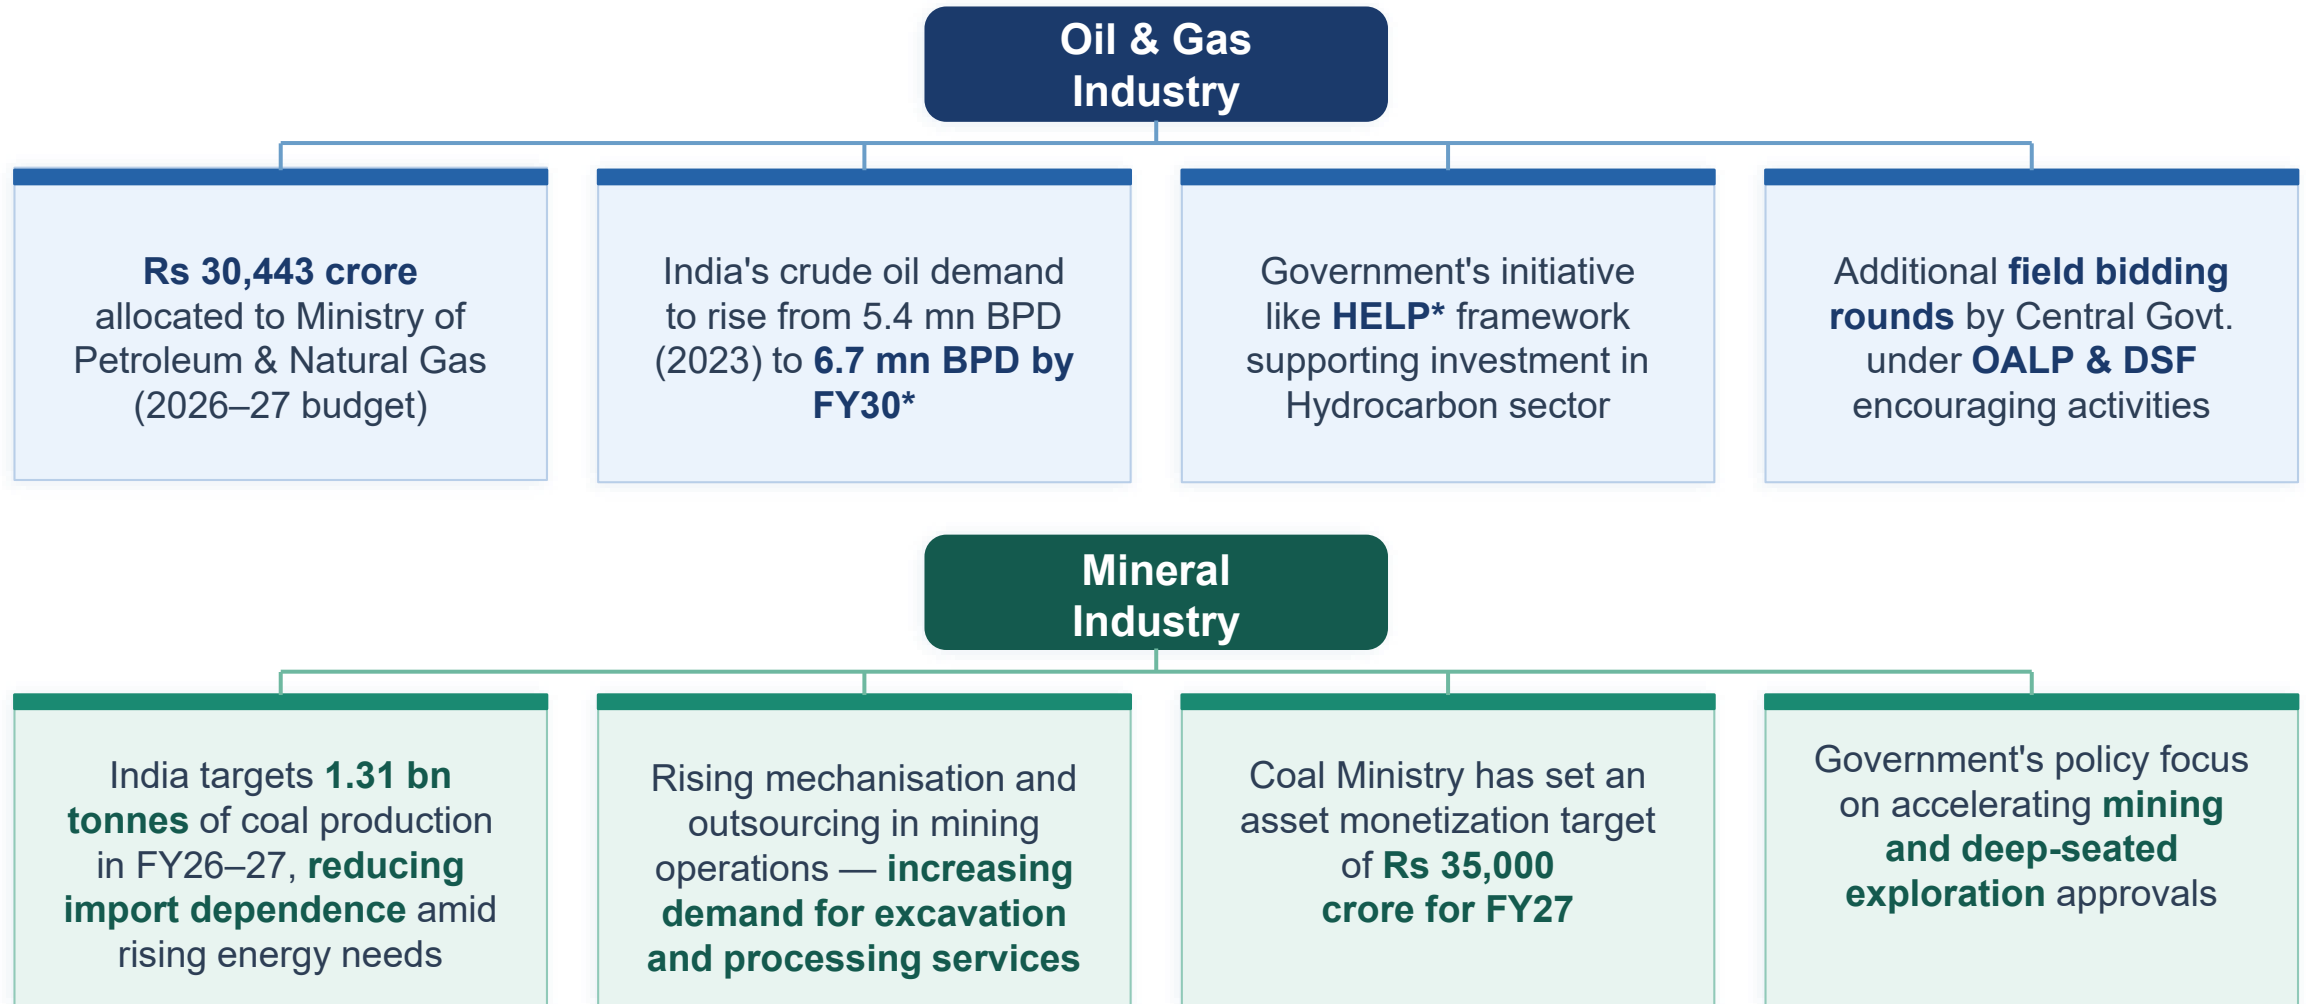 Oil & Gas
Industry
Rs 30,443 crore
allocated to Ministry of
Petroleum & Natural Gas
(2026–27 budget)
India's crude oil demand
to rise from 5.4 mn BPD
(2023) to 6.7 mn BPD by
FY30*
Government's initiative
like HELP* framework
supporting investment in
Hydrocarbon sector
Additional field bidding
rounds by Central Govt.
under OALP & DSF
encouraging activities
Mineral
Industry
India targets 1.31 bn
tonnes of coal production
in FY26–27, reducing
import dependence amid
rising energy needs
Rising mechanisation and
outsourcing in mining
operations — increasing
demand for excavation
and processing services
Coal Ministry has set an
asset monetization target
of Rs 35,000
crore for FY27
Government's policy focus
on accelerating mining
and deep-seated
exploration approvals